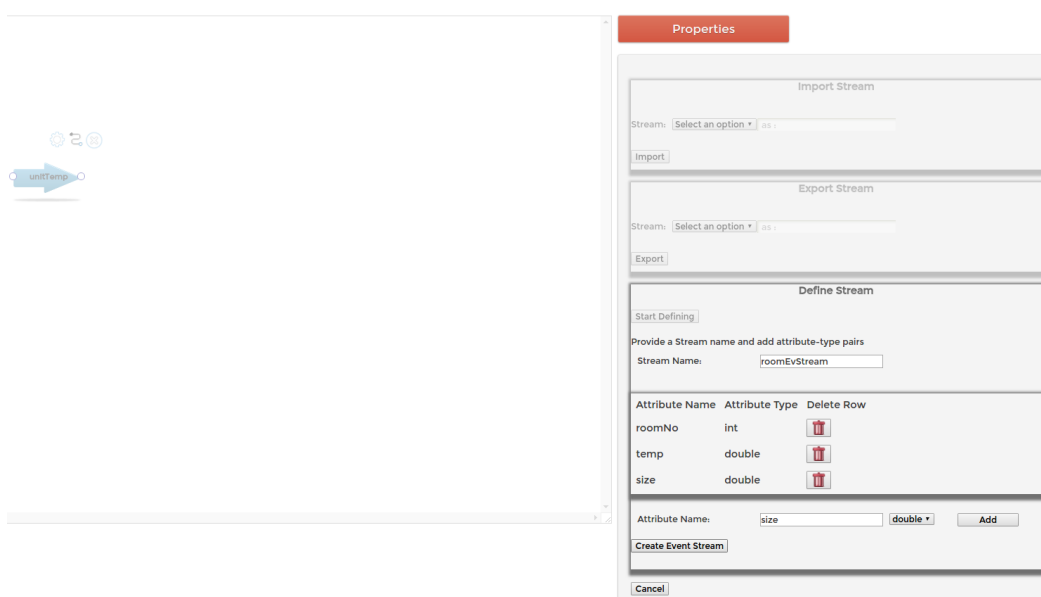 Properties
Import Stream
Stream: Select an option as :
Import
unitTemp
Export Stream
Stream: Select an option as :
Export
Define Stream
Start Defining
Provide a Stream name and add attribute-type pairs
Stream Name: roomEvStream
Attribute Name Attribute Type Delete Row
roomNo int
temp double
size double
Attribute Name: size double Add
Create Event Stream
Cancel